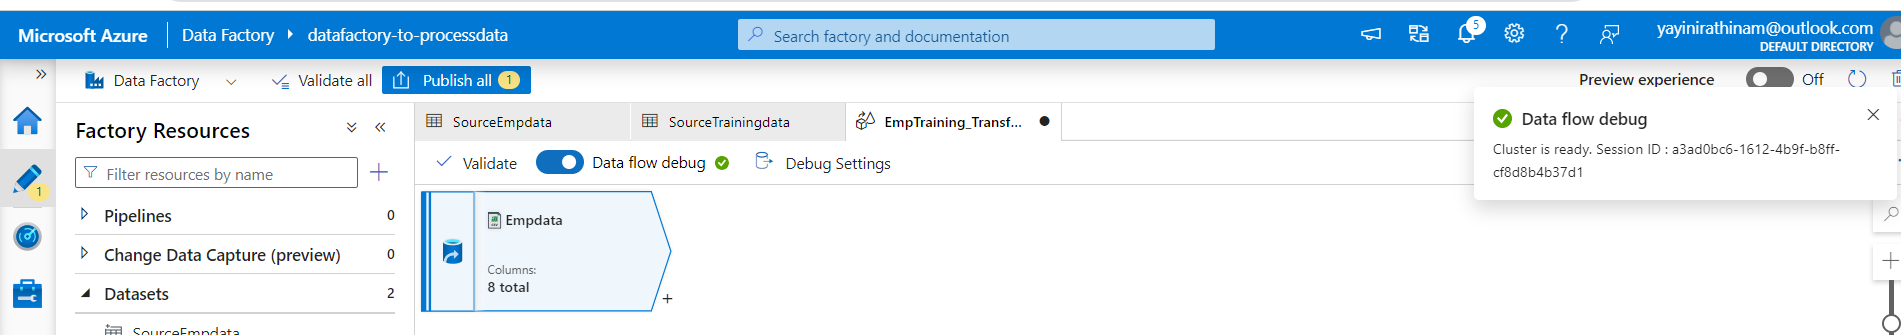 Microsoft Azure
Data Factory
datafactory-to-processdata
Search factory and documentation
5
yayinirathinam@outlook.com
DEFAULT DIRECTORY
»
Data Factory
Validate all
Publish all
1
Preview experience
Off
Factory Resources
«
SourceEmpdata
SourceTrainingdata
EmpTraining_Transf...
Data flow debug
Cluster is ready. Session ID : a3ad0bc6-1612-4b9f-b8ff-
cf8d8b4b37d1
Filter resources by name
Validate
Data flow debug
Debug Settings
1
Pipelines
0
Change Data Capture (preview)
0
Datasets
2
SourceEmpdata
Empdata
Columns:
8 total
+